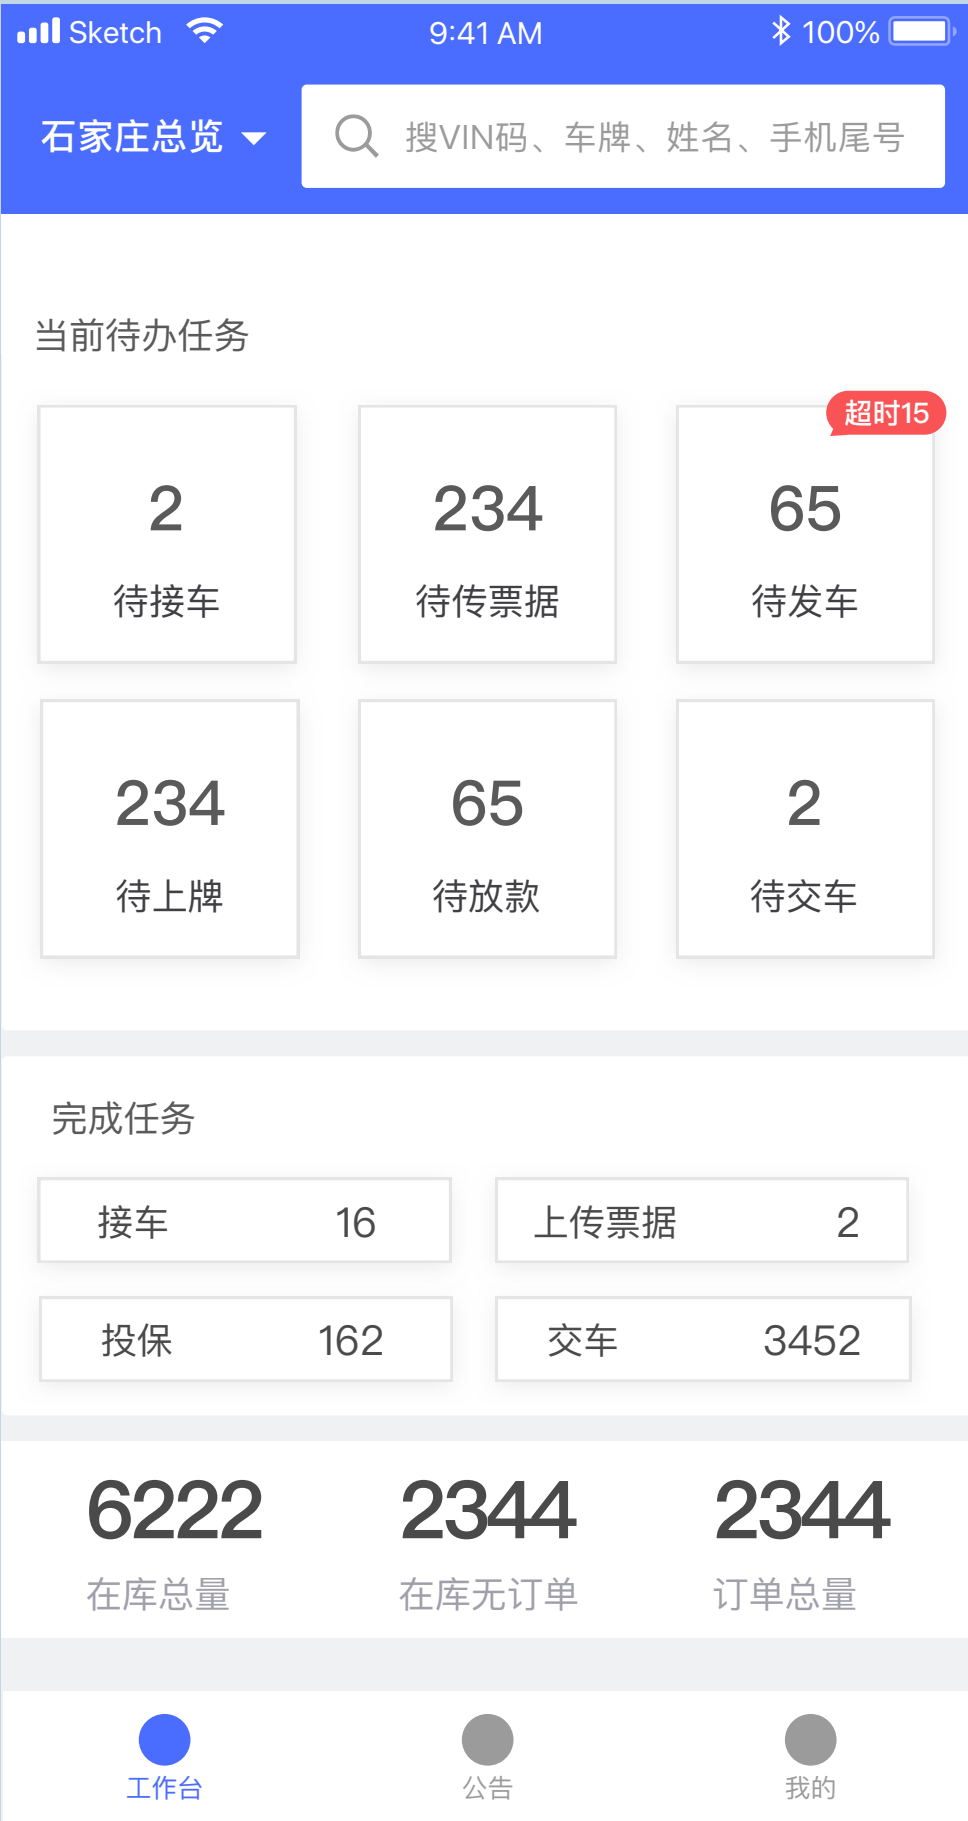 Sketch 9:41 AM 100%
石家庄总览 搜VIN码、车牌、姓名、手机尾号
当前待办任务
超时15
2 234 65
待接车 待传票据 待发车
234 65 2
待上牌 待放款 待交车
完成任务
接车 16 上传票据 2
投保 162 交车 3452
6222 2344 2344
在库总量 在库无订单 订单总量
工作台 公告 我的